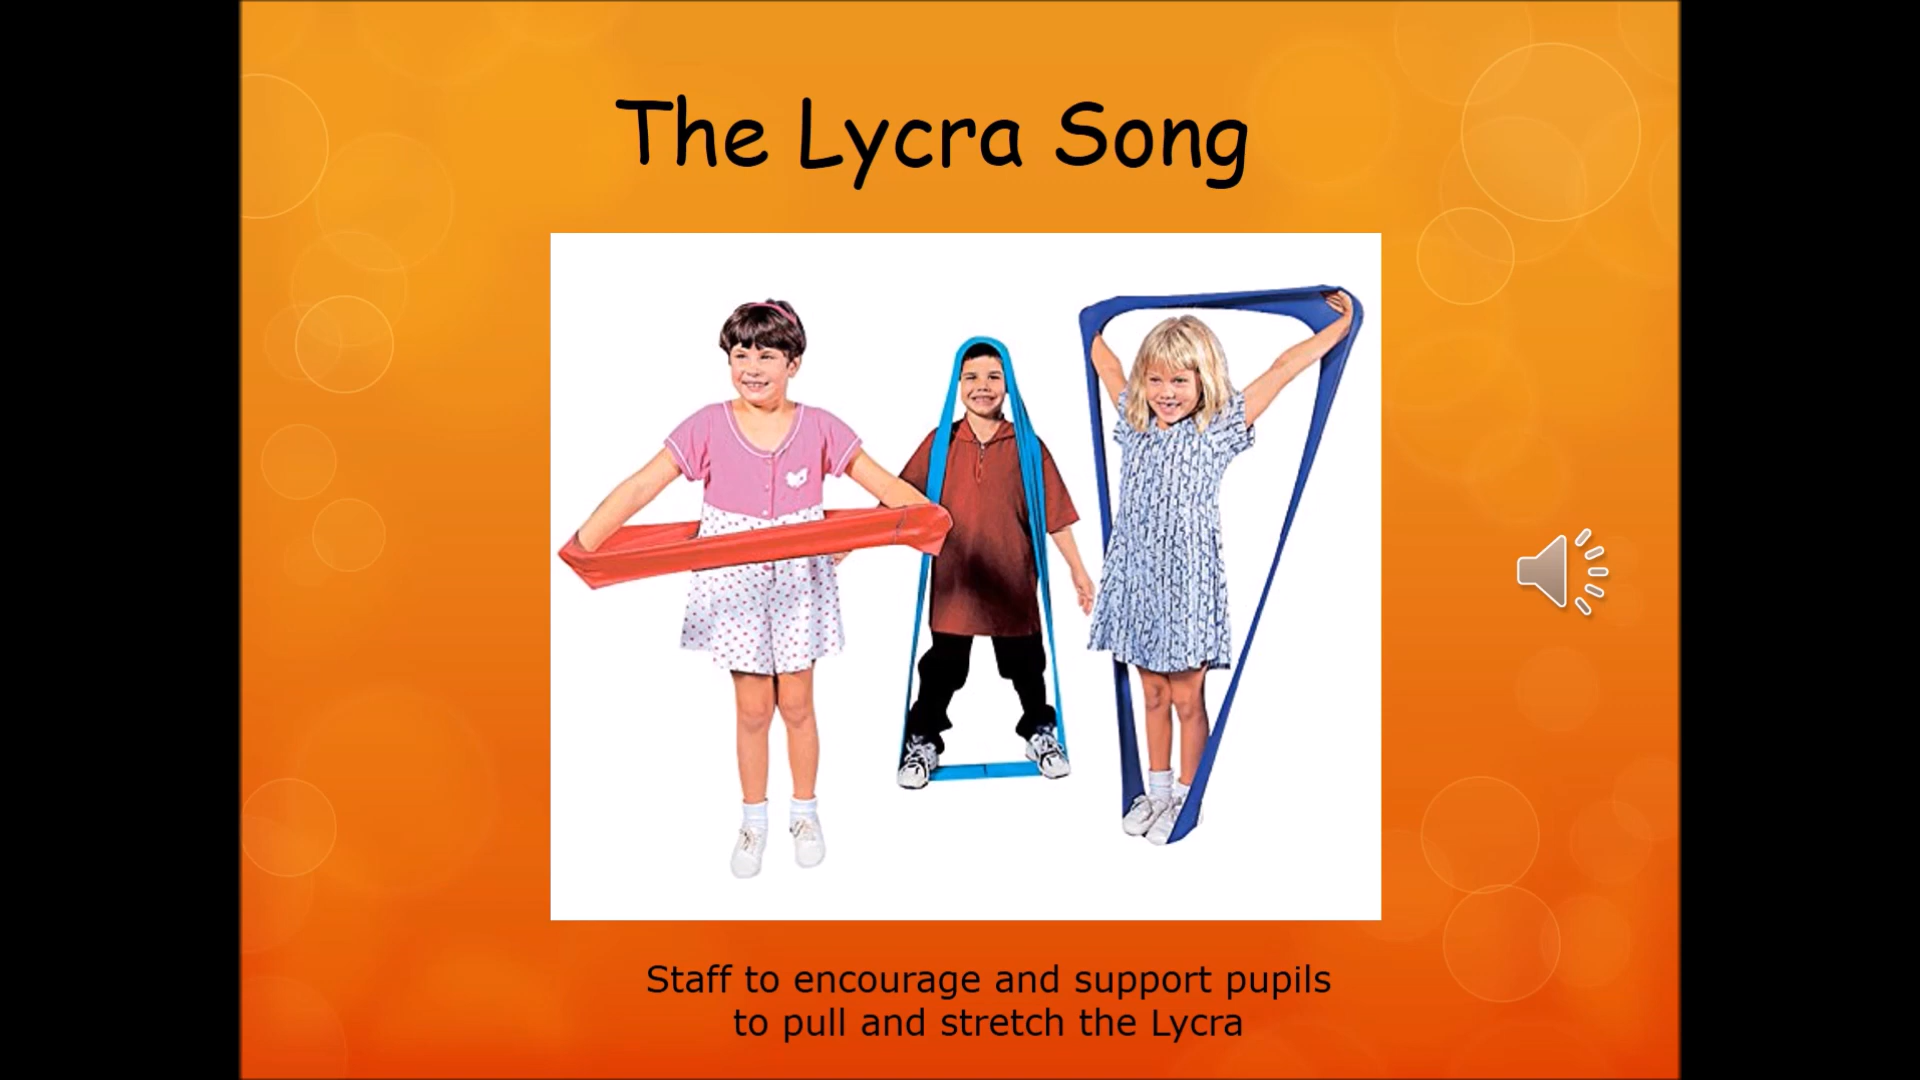 The Lycra Song
Staff to encourage and support pupils
to pull and stretch the Lycra